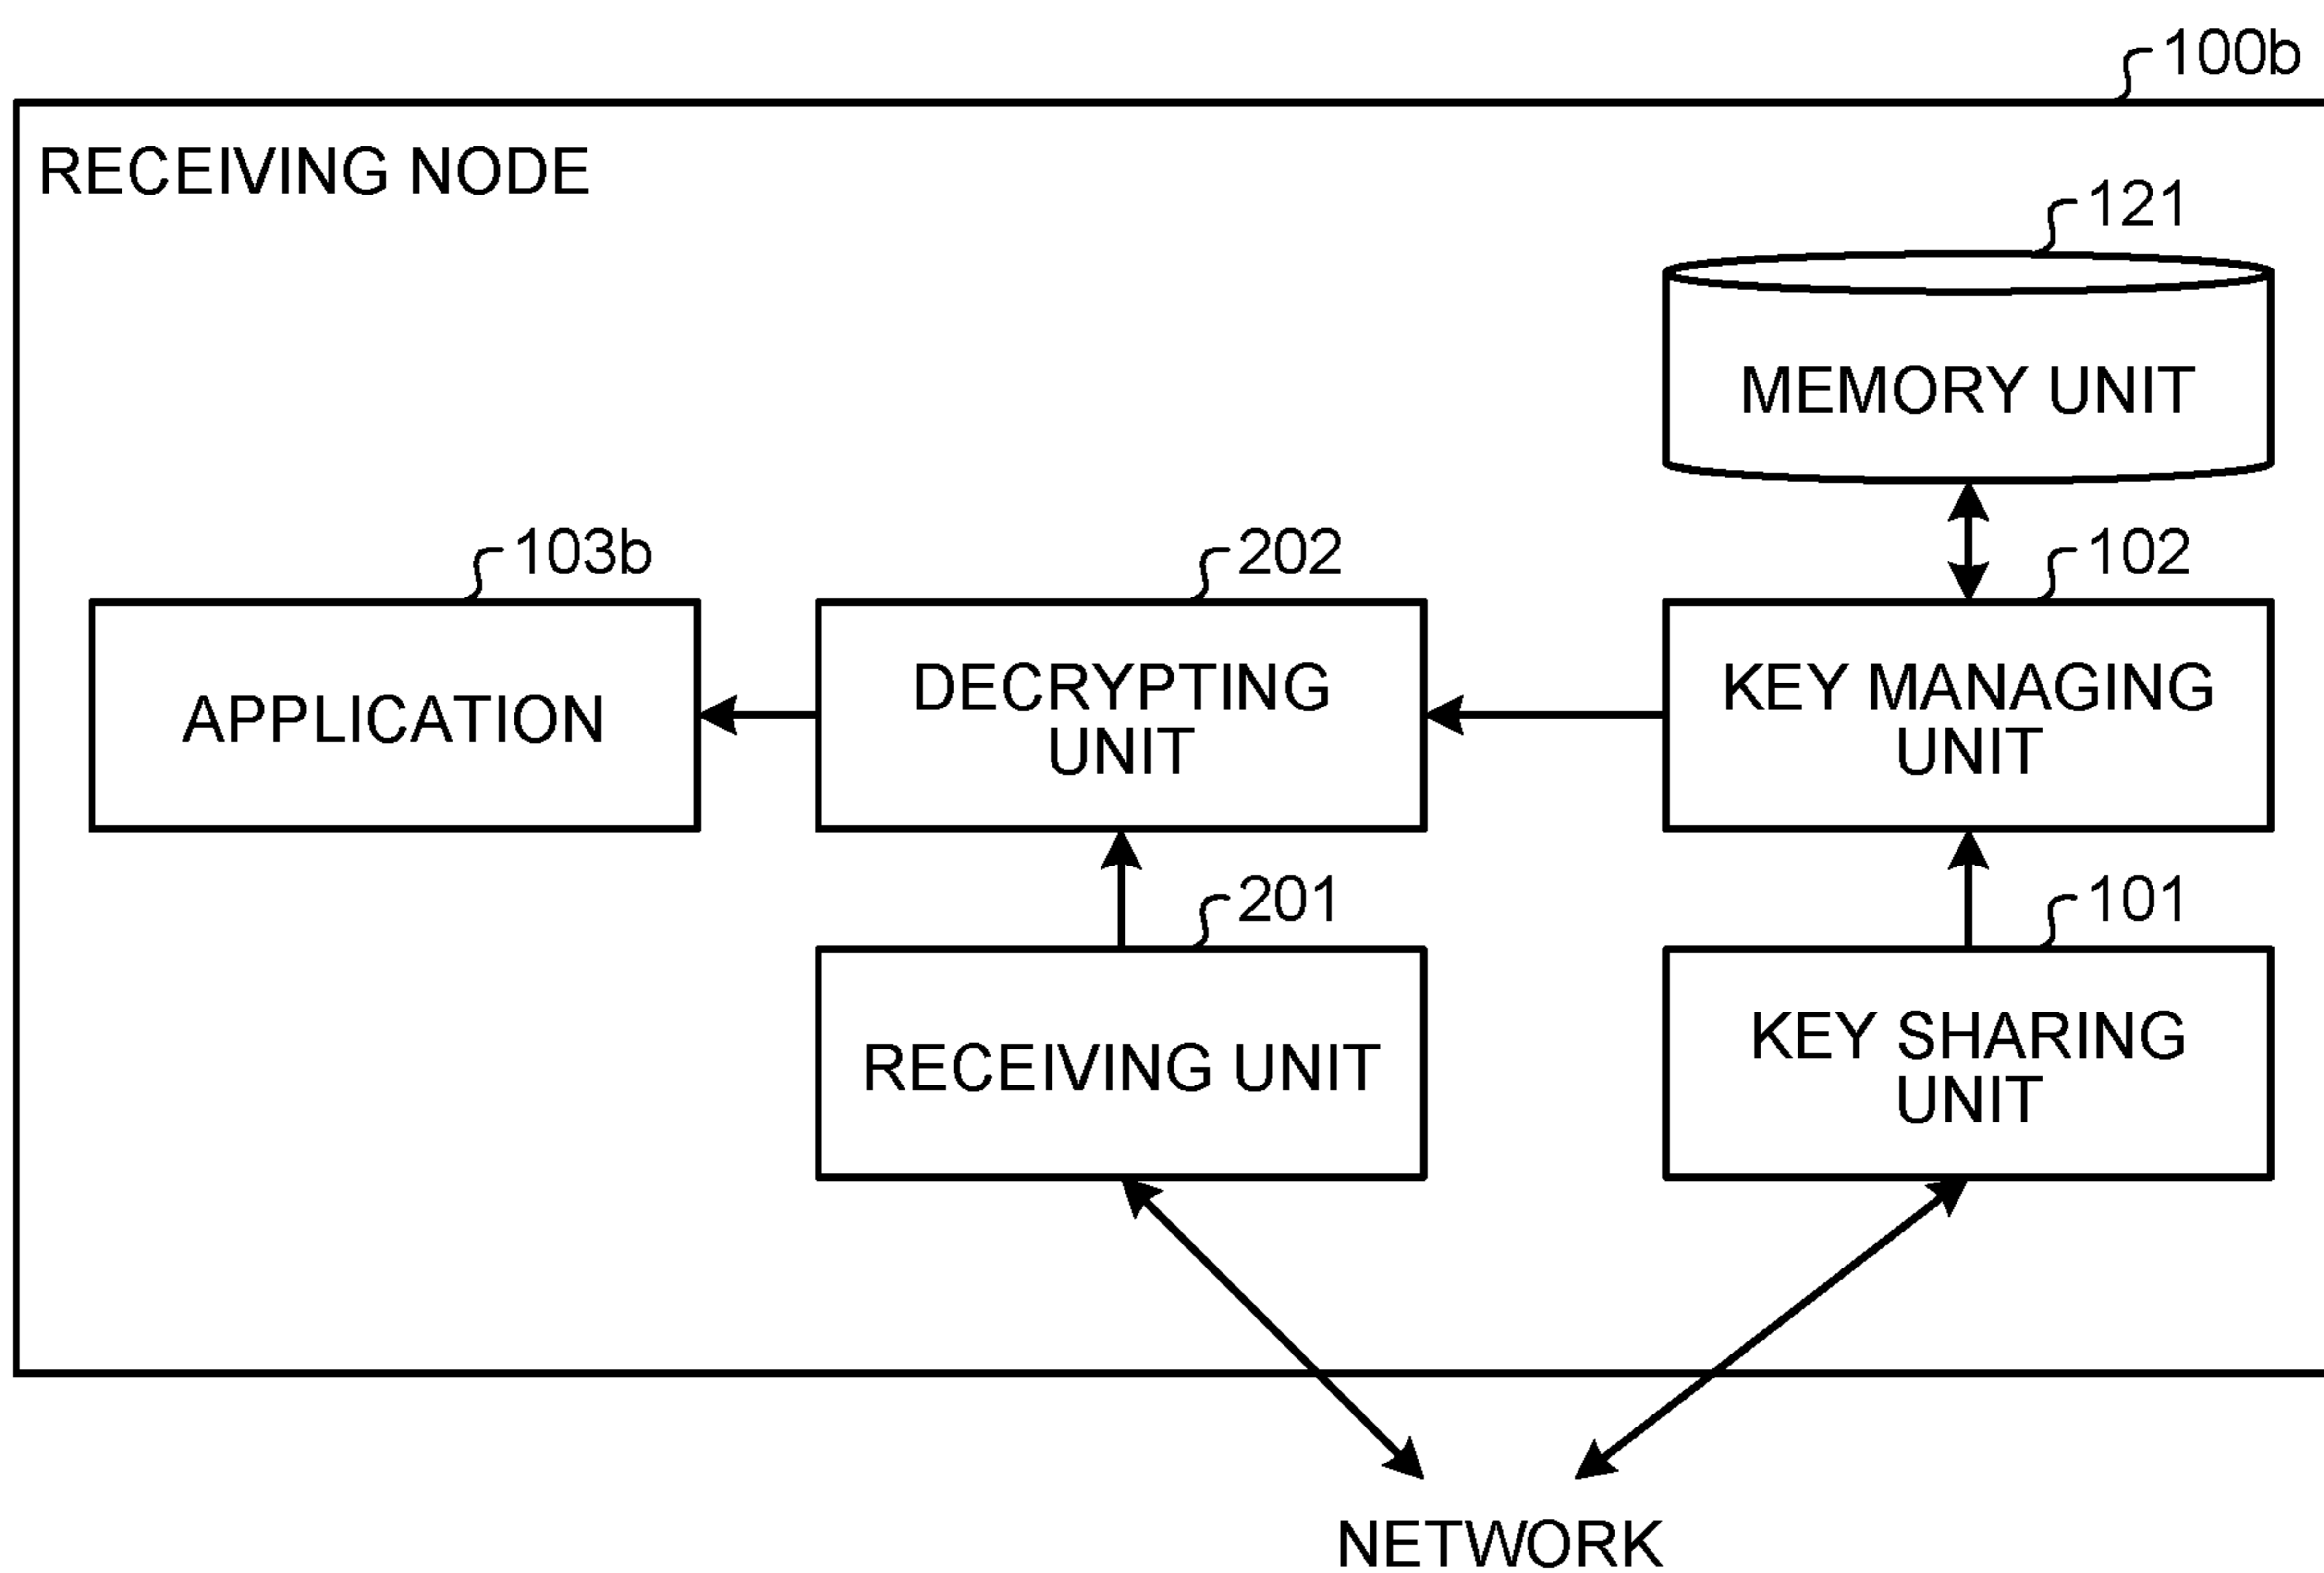 100b
RECEIVING NODE
121
MEMORY UNIT
103b
202
102
APPLICATION
DECRYPTING
UNIT
KEY MANAGING
UNIT
201
101
RECEIVING UNIT
KEY SHARING
UNIT
NETWORK